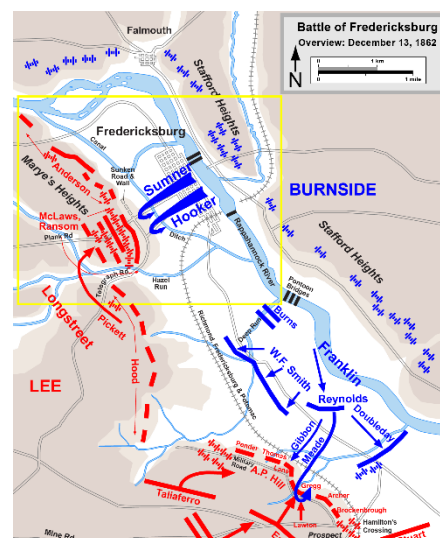 Battle of Fredericksburg
Overview: December 13, 1862
N
0 1 km
0 1 mile
Falmouth
Stafford Heights
Fredericksburg
Canal
Sunken
Road & Wall
Anderson
Marye's Heights
Sumner
Hooker
BURNSIDE
McLaws,
Ransom
Plank Rd
Ditch
Rappahannock River
Stafford Heights
Telegraph Rd.
Hazel
Run
Pickett
Longstreet
Pontoon
Bridges
Deep Run
Burns
Franklin
LEE
Hood
Richmond, Fredericksburg & Potomac
W.F. Smith
Reynolds
Doubleday
Gibbon
Meade
Pender
Thomas
Military
Road
Lane
A.P. Hill
Taliaferro
Gregg
Archer
Brockenbrough
Lawton
Hamilton's
Crossing
Mine Rd
Prospect